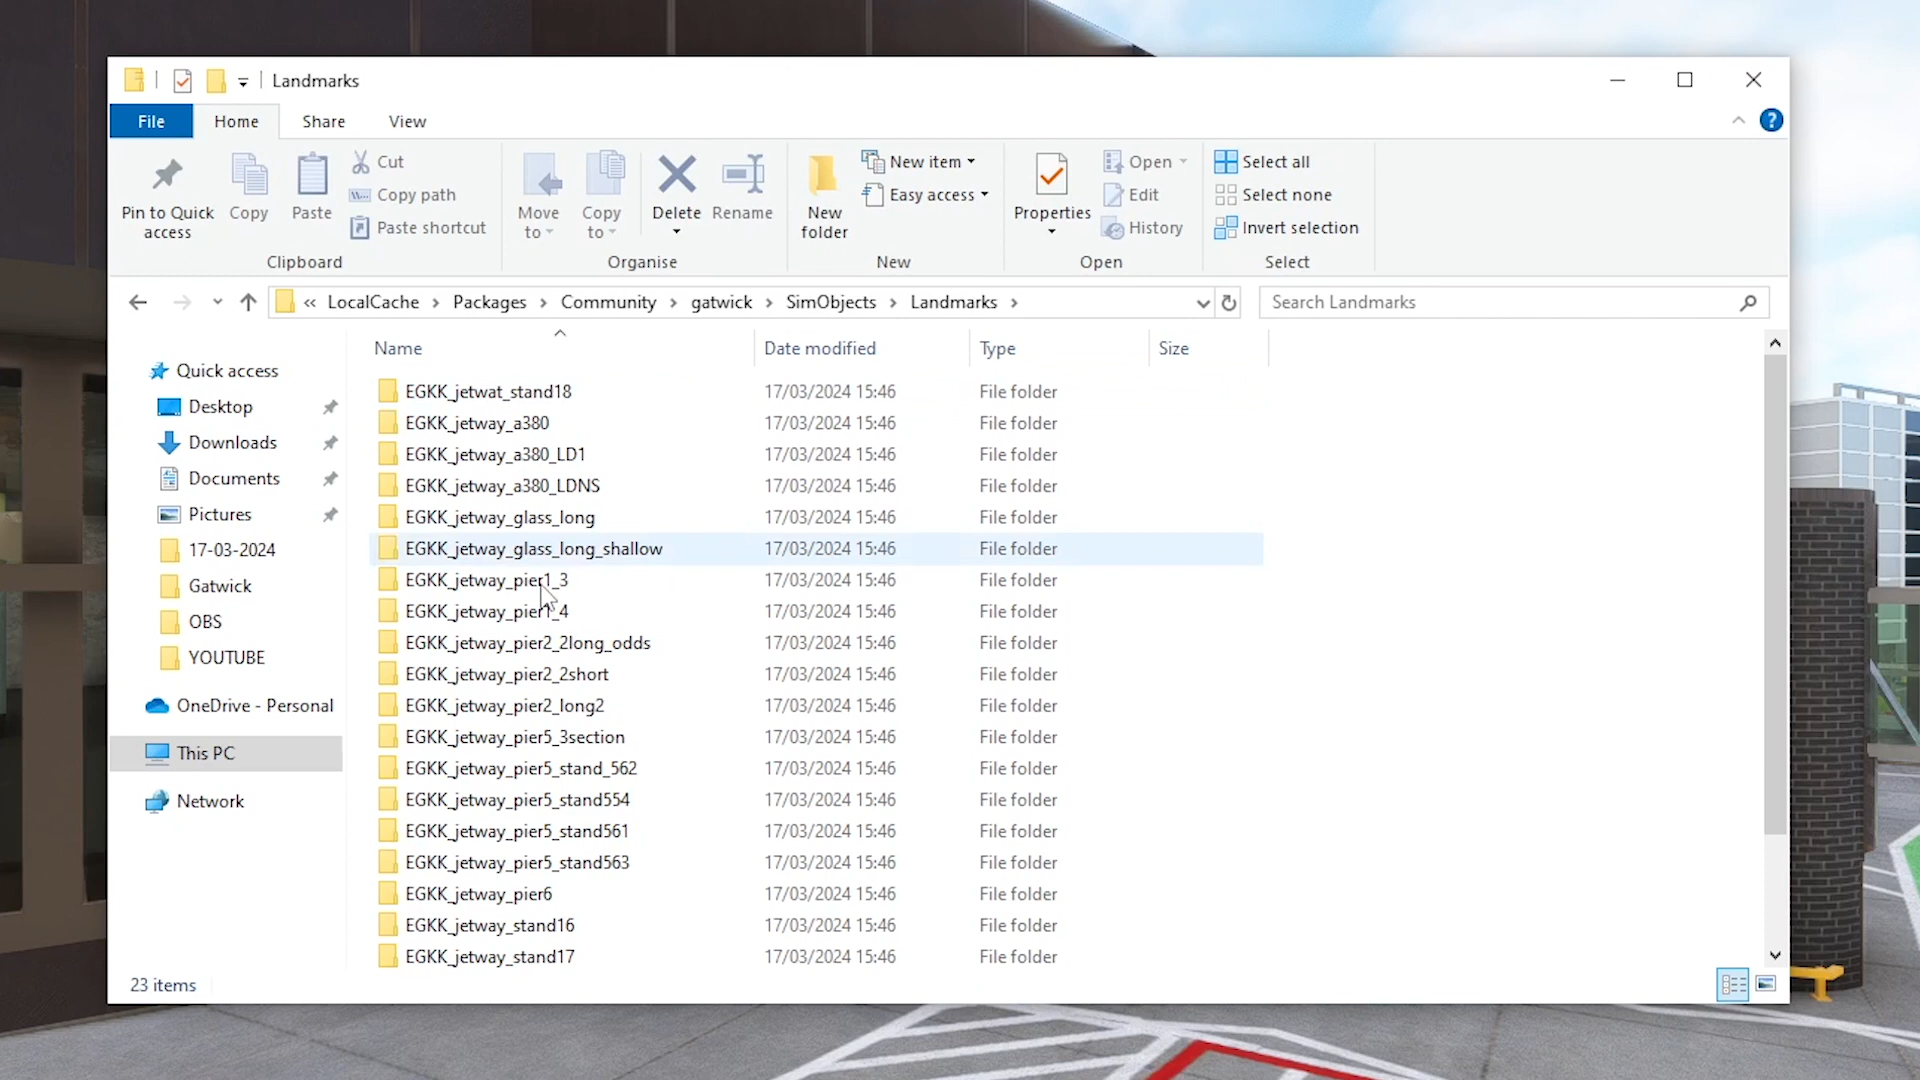 Landmarks
File Home Share View
Pin to Quick access
Copy
Paste
Cut
Copy path
Paste shortcut
Clipboard
Move to
Copy to
Delete
Rename
Organise
New folder
New item
Easy access
New
Properties
Open
Edit
History
Open
Select all
Select none
Invert selection
Select
« LocalCache > Packages > Community > gatwick > SimObjects > Landmarks >
Search Landmarks
Quick access
Desktop
Downloads
Documents
Pictures
17-03-2024
Gatwick
OBS
YOUTUBE
OneDrive - Personal
This PC
Network
Name Date modified Type Size
EGKK_jetwat_stand18 17/03/2024 15:46 File folder
EGKK_jetway_a380 17/03/2024 15:46 File folder
EGKK_jetway_a380_LD1 17/03/2024 15:46 File folder
EGKK_jetway_a380_LDNS 17/03/2024 15:46 File folder
EGKK_jetway_glass_long 17/03/2024 15:46 File folder
EGKK_jetway_glass_long_shallow 17/03/2024 15:46 File folder
EGKK_jetway_pier1_3 17/03/2024 15:46 File folder
EGKK_jetway_pier1_4 17/03/2024 15:46 File folder
EGKK_jetway_pier2_2long_odds 17/03/2024 15:46 File folder
EGKK_jetway_pier2_2short 17/03/2024 15:46 File folder
EGKK_jetway_pier2_long2 17/03/2024 15:46 File folder
EGKK_jetway_pier5_3section 17/03/2024 15:46 File folder
EGKK_jetway_pier5_stand_562 17/03/2024 15:46 File folder
EGKK_jetway_pier5_stand554 17/03/2024 15:46 File folder
EGKK_jetway_pier5_stand561 17/03/2024 15:46 File folder
EGKK_jetway_pier5_stand563 17/03/2024 15:46 File folder
EGKK_jetway_pier6 17/03/2024 15:46 File folder
EGKK_jetway_stand16 17/03/2024 15:46 File folder
EGKK_jetway_stand17 17/03/2024 15:46 File folder
23 items